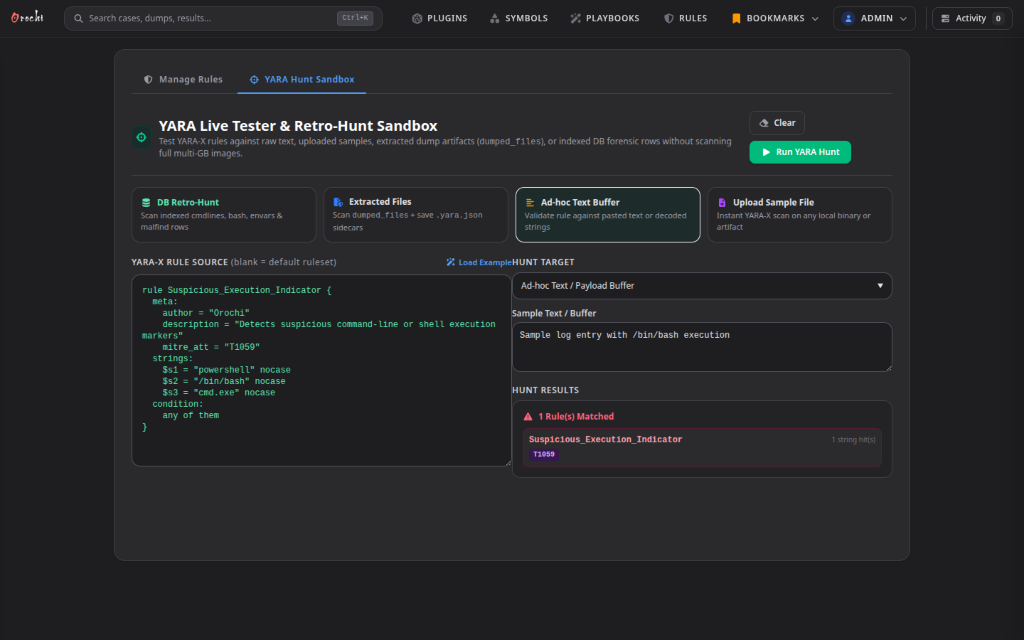 Orochi
Search cases, dumps, results...
Ctrl+K
PLUGINS
SYMBOLS
PLAYBOOKS
RULES
BOOKMARKS
ADMIN
Activity 0
Manage Rules
YARA Hunt Sandbox
YARA Live Tester & Retro-Hunt Sandbox
Test YARA-X rules against raw text, uploaded samples, extracted dump artifacts (dumped_files), or indexed DB forensic rows without scanning
full multi-GB images.
Clear
Run YARA Hunt
DB Retro-Hunt
Scan indexed cmdlines, bash, envars &
malfind rows
Extracted Files
Scan dumped_files + save .yara.json
sidecars
Ad-hoc Text Buffer
Validate rule against pasted text or decoded
strings
Upload Sample File
Instant YARA-X scan on any local binary or
artifact
YARA-X RULE SOURCE (blank = default ruleset)
Load Example
rule Suspicious_Execution_Indicator {
meta:
author = "Orochi"
description = "Detects suspicious command-line or shell execution
markers"
mitre_att = "T1059"
strings:
$s1 = "powershell" nocase
$s2 = "/bin/bash" nocase
$s3 = "cmd.exe" nocase
condition:
any of them
}
HUNT TARGET
Ad-hoc Text / Payload Buffer
Sample Text / Buffer
Sample log entry with /bin/bash execution
HUNT RESULTS
1 Rule(s) Matched
Suspicious_Execution_Indicator
1 string hit(s)
T1059